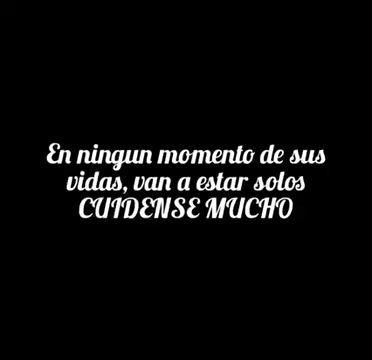 En ningun momento de sus
vidas, van a estar solos
CUIDENSE MUCHO